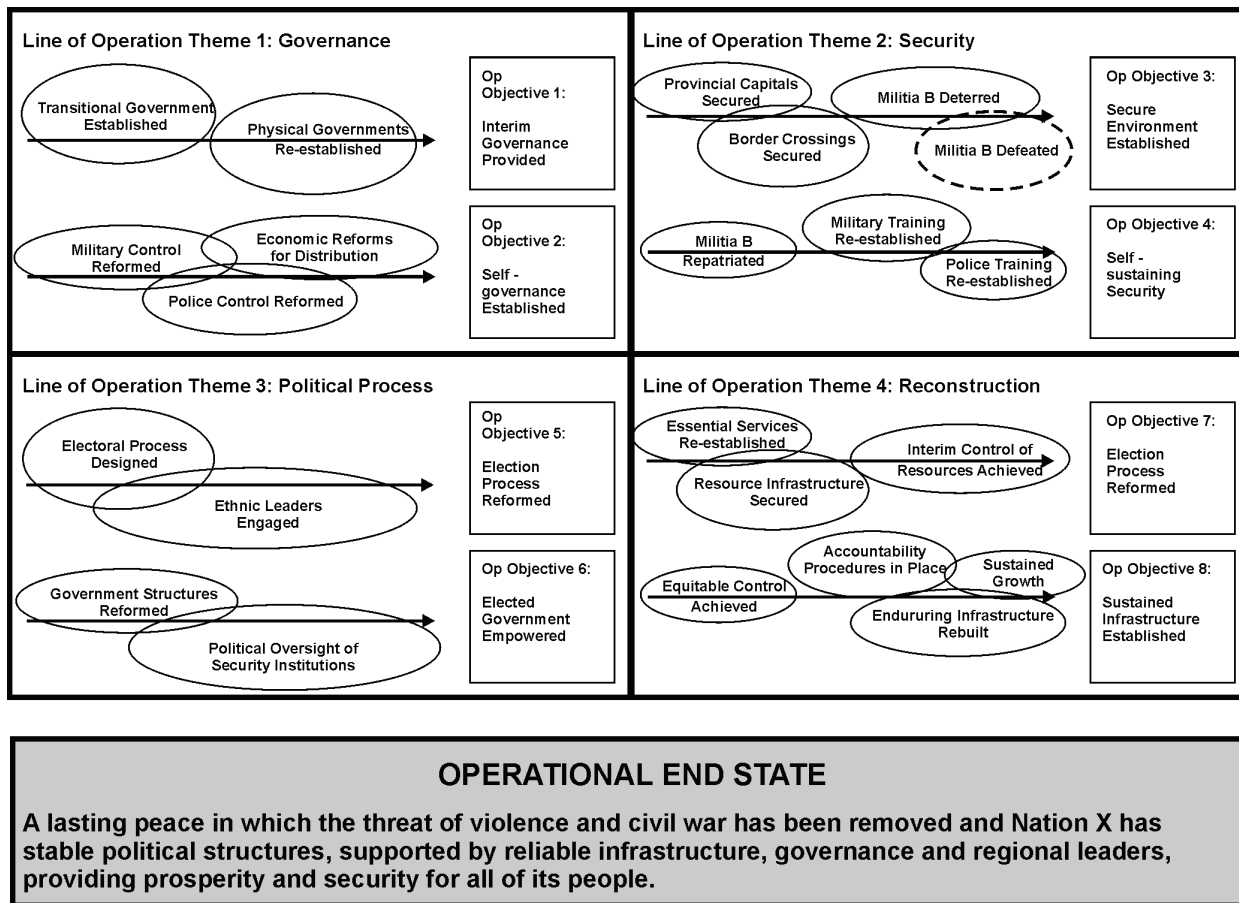 Line of Operation Theme 1: Governance
Transitional Government
Established
Physical Governments
Re-established
Op
Objective 1:
Interim
Governance
Provided
Military Control
Reformed
Economic Reforms
for Distribution
Police Control Reformed
Op
Objective 2:
Self -
governance
Established
Line of Operation Theme 2: Security
Provincial Capitals
Secured
Border Crossings
Secured
Militia B Deterred
Militia B Defeated
Op Objective 3:
Secure
Environment
Established
Militia B
Repatriated
Military Training
Re-established
Police Training
Re-established
Op Objective 4:
Self -
sustaining
Security
Line of Operation Theme 3: Political Process
Electoral Process
Designed
Ethnic Leaders
Engaged
Op
Objective 5:
Election
Process
Reformed
Government Structures
Reformed
Political Oversight of
Security Institutions
Op Objective 6:
Elected
Government
Empowered
Line of Operation Theme 4: Reconstruction
Essential Services
Re-established
Resource Infrastructure
Secured
Interim Control of
Resources Achieved
Op Objective 7:
Election
Process
Reformed
Equitable Control
Achieved
Accountability
Procedures in Place
Sustained
Growth
Endururing Infrastructure
Rebuilt
Op Objective 8:
Sustained
Infrastructure
Established
OPERATIONAL END STATE
A lasting peace in which the threat of violence and civil war has been removed and Nation X has
stable political structures, supported by reliable infrastructure, governance and regional leaders,
providing prosperity and security for all of its people.